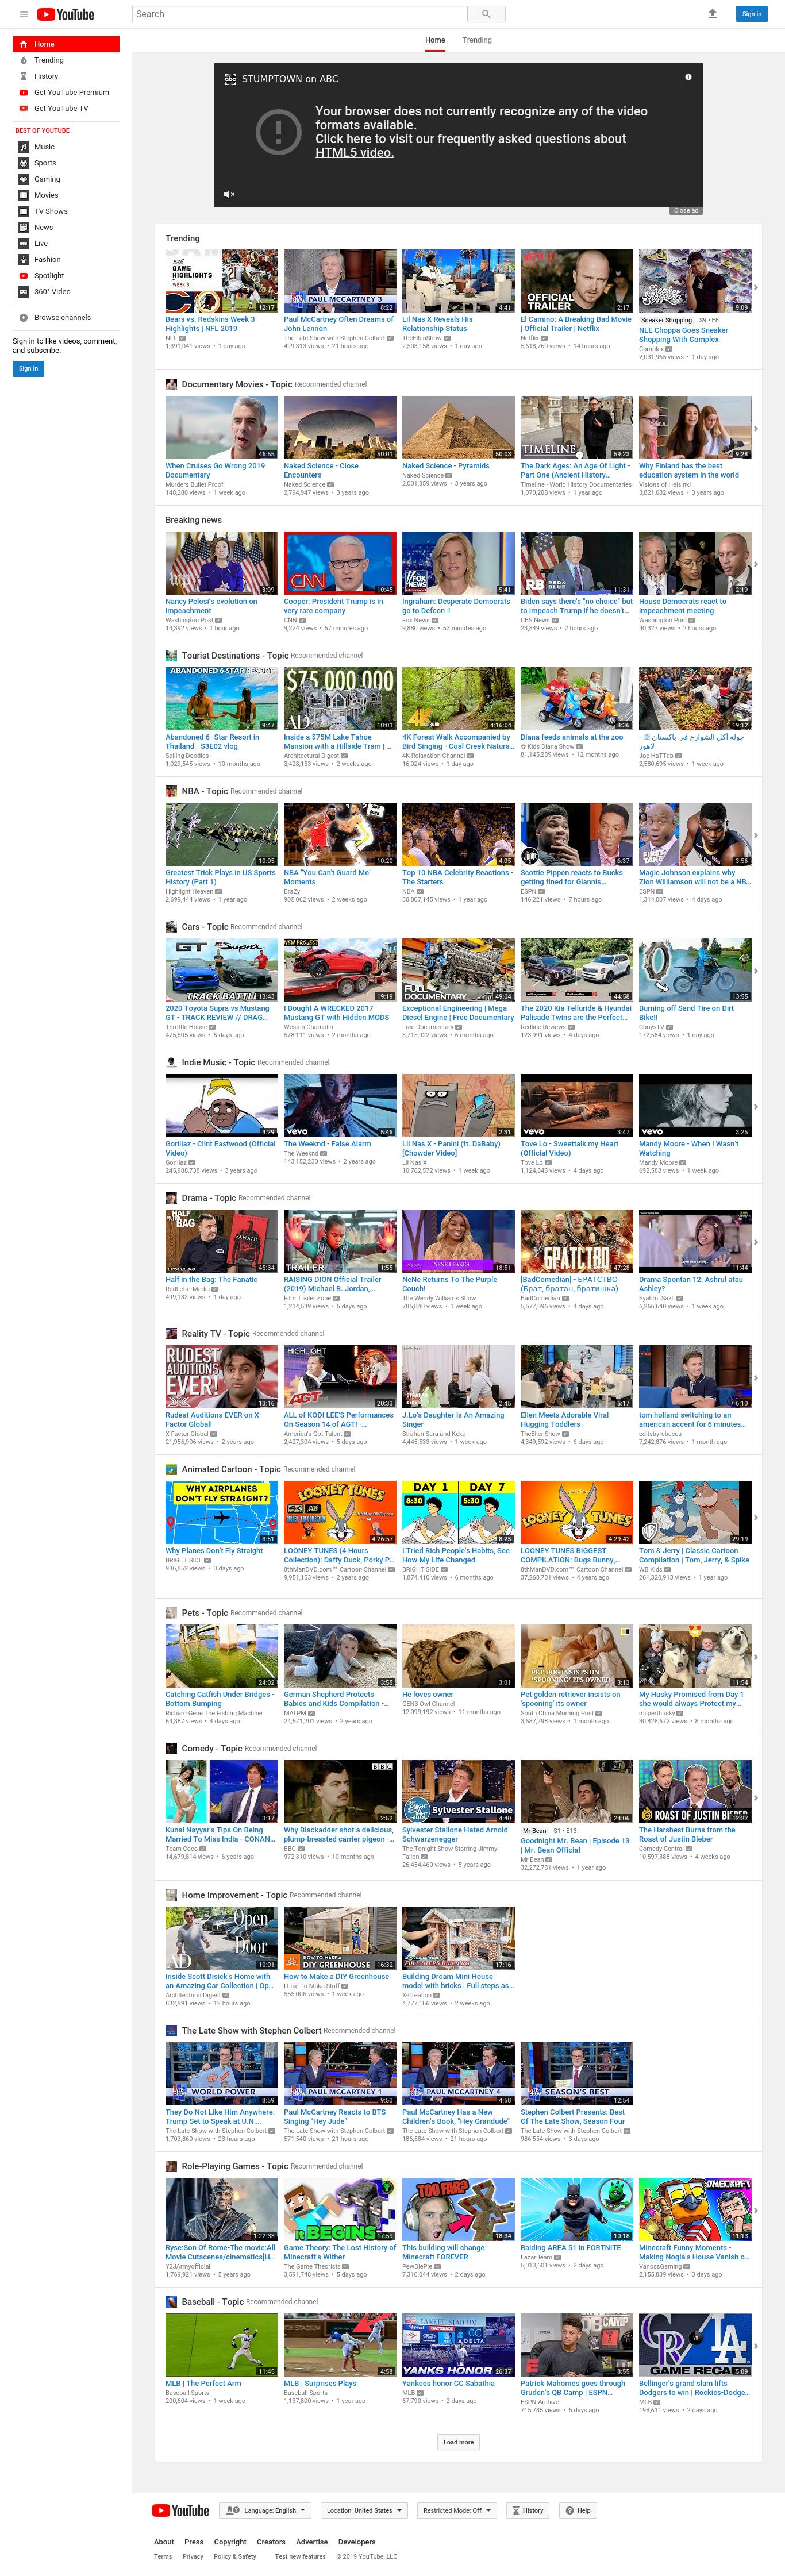 YouTube
Search
Sign in
Home
Trending
History
Get YouTube Premium
Get YouTube TV
BEST OF YOUTUBE
Music
Sports
Gaming
Movies
TV Shows
News
Live
Fashion
Spotlight
360° Video
Browse channels
Sign in to like videos, comment,
and subscribe.
Sign in
Home
Trending
STUMPTOWN on ABC
Your browser does not currently recognize any of the video
formats available.
Click here to visit our frequently asked questions about
HTML5 video.
Close ad
Trending
Bears vs. Redskins Week 3
Highlights | NFL 2019
NFL
1,391,041 views • 1 day ago
Paul McCartney Often Dreams of
John Lennon
The Late Show with Stephen Colbert
499,313 views • 21 hours ago
Lil Nas X Reveals His
Relationship Status
TheEllenShow
2,503,158 views • 1 day ago
El Camino: A Breaking Bad Movie
| Official Trailer | Netflix
Netflix
5,618,760 views • 14 hours ago
Sneaker Shopping S9 • E8
NLE Choppa Goes Sneaker
Shopping With Complex
Complex
2,031,965 views • 1 day ago
Documentary Movies - Topic Recommended channel
When Cruises Go Wrong 2019
Documentary
Murders Bullet Proof
148,280 views • 1 week ago
Naked Science - Close
Encounters
Naked Science
2,794,947 views • 3 years ago
Naked Science - Pyramids
Naked Science
2,001,859 views • 3 years ago
The Dark Ages: An Age Of Light -
Part One (Ancient History...
Timeline - World History Documentaries
1,070,208 views • 1 year ago
Why Finland has the best
education system in the world
Visions of Helsinki
3,821,632 views • 3 years ago
Breaking news
Nancy Pelosi's evolution on
impeachment
Washington Post
14,392 views • 1 hour ago
Cooper: President Trump is in
very rare company
CNN
9,224 views • 57 minutes ago
Ingraham: Desperate Democrats
go to Defcon 1
Fox News
9,880 views • 53 minutes ago
Biden says there's "no choice" but
to impeach Trump if he doesn't...
CBS News
23,849 views • 2 hours ago
House Democrats react to
impeachment meeting
Washington Post
40,327 views • 2 hours ago
Tourist Destinations - Topic Recommended channel
Abandoned 6 -Star Resort in
Thailand - S3E02 vlog
Sailing Doodles
1,029,545 views • 10 months ago
Inside a $75M Lake Tahoe
Mansion with a Hillside Tram | ...
Architectural Digest
3,428,153 views • 2 weeks ago
4K Forest Walk Accompanied by
Bird Singing - Coal Creek Natura...
4K Relaxation Channel
16,024 views • 1 day ago
Diana feeds animals at the zoo
✿ Kids Diana Show
81,145,289 views • 12 months ago
جولة أكل الشوارع في باكستان -
لاهور
Joe HaTTab
2,580,695 views • 1 week ago
NBA - Topic Recommended channel
Greatest Trick Plays in US Sports
History (Part 1)
Highlight Heaven
2,699,444 views • 1 year ago
NBA "You Can't Guard Me"
Moments
BraZy
905,062 views • 2 weeks ago
Top 10 NBA Celebrity Reactions -
The Starters
NBA
30,807,145 views • 1 year ago
Scottie Pippen reacts to Bucks
getting fined for Giannis...
ESPN
146,221 views • 7 hours ago
Magic Johnson explains why
Zion Williamson will not be a NB...
ESPN
1,314,007 views • 4 days ago
Cars - Topic Recommended channel
2020 Toyota Supra vs Mustang
GT - TRACK REVIEW // DRAG...
Throttle House
475,505 views • 5 days ago
I Bought A WRECKED 2017
Mustang GT with Hidden MODS
Westen Champlin
578,111 views • 2 months ago
Exceptional Engineering | Mega
Diesel Engine | Free Documentary
Free Documentary
3,715,922 views • 6 months ago
The 2020 Kia Telluride & Hyundai
Palisade Twins are the Perfect...
Redline Reviews
123,991 views • 4 days ago
Burning off Sand Tire on Dirt
Bike!!
CboysTV
172,584 views • 1 day ago
Indie Music - Topic Recommended channel
Gorillaz - Clint Eastwood (Official
Video)
Gorillaz
245,988,738 views • 3 years ago
The Weeknd - False Alarm
The Weeknd
143,152,230 views • 2 years ago
Lil Nas X - Panini (ft. DaBaby)
[Chowder Video]
Lil Nas X
10,762,572 views • 1 week ago
Tove Lo - Sweettalk my Heart
(Official Video)
Tove Lo
1,124,843 views • 4 days ago
Mandy Moore - When I Wasn't
Watching
Mandy Moore
692,588 views • 1 week ago
Drama - Topic Recommended channel
Half in the Bag: The Fanatic
RedLetterMedia
499,133 views • 1 day ago
RAISING DION Official Trailer
(2019) Michael B. Jordan,...
Film Trailer Zone
1,214,589 views • 6 days ago
NeNe Returns To The Purple
Couch!
The Wendy Williams Show
785,840 views • 1 week ago
[BadComedian] - БРАТСТВО
(Брат, братан, братишка)
BadComedian
5,577,096 views • 4 days ago
Drama Spontan 12: Ashrul atau
Ashley?
Syahmi Sazli
6,266,640 views • 1 week ago
Reality TV - Topic Recommended channel
Rudest Auditions EVER on X
Factor Global!
X Factor Global
21,956,906 views • 2 years ago
ALL of KODI LEE'S Performances
On Season 14 of AGT! -...
America's Got Talent
2,427,304 views • 5 days ago
J.Lo's Daughter Is An Amazing
Singer
Strahan Sara and Keke
4,445,533 views • 1 week ago
Ellen Meets Adorable Viral
Hugging Toddlers
TheEllenShow
4,349,592 views • 6 days ago
tom holland switching to an
american accent for 6 minutes...
editsbyrebecca
7,242,876 views • 1 month ago
Animated Cartoon - Topic Recommended channel
Why Planes Don't Fly Straight
BRIGHT SIDE
936,852 views • 3 days ago
LOONEY TUNES (4 Hours
Collection): Daffy Duck, Porky P...
8thManDVD.com™ Cartoon Channel
9,951,153 views • 2 years ago
I Tried Rich People's Habits, See
How My Life Changed
BRIGHT SIDE
1,874,410 views • 6 months ago
LOONEY TUNES BIGGEST
COMPILATION: Bugs Bunny,...
8thManDVD.com™ Cartoon Channel
37,268,781 views • 4 years ago
Tom & Jerry | Classic Cartoon
Compilation | Tom, Jerry, & Spike
WB Kids
261,320,913 views • 1 year ago
Pets - Topic Recommended channel
Catching Catfish Under Bridges -
Bottom Bumping
Richard Gene The Fishing Machine
64,887 views • 4 days ago
German Shepherd Protects
Babies and Kids Compilation -...
MAI PM
24,571,201 views • 2 years ago
He loves owner
GEN3 Owl Channel
12,099,192 views • 11 months ago
Pet golden retriever insists on
'spooning' its owner
South China Morning Post
3,687,298 views • 1 month ago
My Husky Promised from Day 1
she would always Protect my...
milperthusky
30,428,672 views • 8 months ago
Comedy - Topic Recommended channel
Kunal Nayyar's Tips On Being
Married To Miss India - CONAN...
Team Coco
14,679,814 views • 6 years ago
Why Blackadder shot a delicious,
plump-breasted carrier pigeon -...
BBC
972,310 views • 10 months ago
Sylvester Stallone Hated Arnold
Schwarzenegger
The Tonight Show Starring Jimmy
Fallon
26,454,460 views • 5 years ago
Mr Bean S1 • E13
Goodnight Mr. Bean | Episode 13
| Mr. Bean Official
Mr Bean
32,272,781 views • 1 year ago
The Harshest Burns from the
Roast of Justin Bieber
Comedy Central
10,597,388 views • 4 weeks ago
Home Improvement - Topic Recommended channel
Inside Scott Disick's Home with
an Amazing Car Collection | Op...
Architectural Digest
832,891 views • 12 hours ago
How to Make a DIY Greenhouse
I Like To Make Stuff
555,006 views • 1 week ago
Building Dream Mini House
model with bricks | Full steps as...
X-Creation
4,777,166 views • 2 weeks ago
The Late Show with Stephen Colbert Recommended channel
They Do Not Like Him Anywhere:
Trump Set to Speak at U.N....
The Late Show with Stephen Colbert
1,703,860 views • 23 hours ago
Paul McCartney Reacts to BTS
Singing "Hey Jude"
The Late Show with Stephen Colbert
571,540 views • 21 hours ago
Paul McCartney Has a New
Children's Book, "Hey Grandude"
The Late Show with Stephen Colbert
186,584 views • 21 hours ago
Stephen Colbert Presents: Best
Of The Late Show, Season Four
The Late Show with Stephen Colbert
986,554 views • 3 days ago
Role-Playing Games - Topic Recommended channel
Ryse:Son Of Rome-The movie:All
Movie Cutscenes/cinematics[H...
Y2JArmyofficial
1,769,921 views • 5 years ago
Game Theory: The Lost History of
Minecraft's Wither
The Game Theorists
3,591,748 views • 5 days ago
This building will change
Minecraft FOREVER
PewDiePie
7,310,044 views • 2 days ago
Raiding AREA 51 in FORTNITE
LazarBeam
5,013,601 views • 2 days ago
Minecraft Funny Moments -
Making Nogla's House Vanish o...
VanossGaming
2,155,839 views • 3 days ago
Baseball - Topic Recommended channel
MLB | The Perfect Arm
Baseball Sports
200,604 views • 1 week ago
MLB | Surprises Plays
Baseball Sports
1,137,800 views • 1 year ago
Yankees honor CC Sabathia
MLB
67,790 views • 2 days ago
Patrick Mahomes goes through
Gruden's QB Camp | ESPN...
ESPN Archive
715,785 views • 5 days ago
Bellinger's grand slam lifts
Dodgers to win | Rockies-Dodge...
MLB
198,611 views • 2 days ago
Load more
YouTube
Language: English
Location: United States
Restricted Mode: Off
History
Help
About Press Copyright Creators Advertise Developers
Terms Privacy Policy & Safety Test new features © 2019 YouTube, LLC